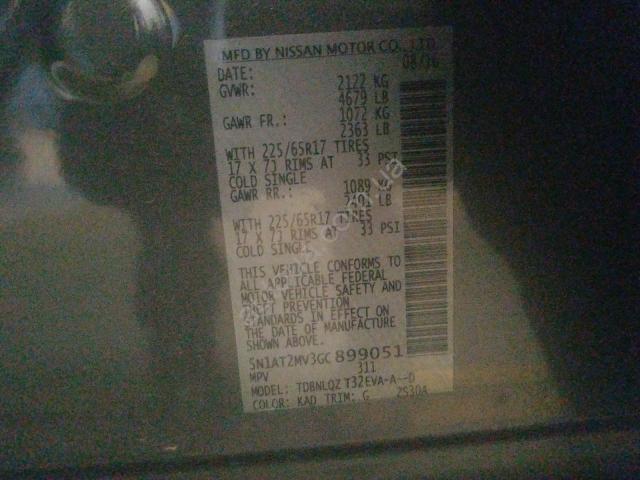 MFD BY NISSAN MOTOR CO., LTD.
DATE: 08/16
GVWR: 2122 KG
4679 LB
GAWR FR.: 1072 KG
2363 LB
WITH 225/65R17 TIRES
17 X 7J RIMS AT 33 PSI
COLD SINGLE
GAWR RR.: 1089 KG
2401 LB
WITH 225/65R17 TIRES
17 X 7J RIMS AT 33 PSI
COLD SINGLE
THIS VEHICLE CONFORMS TO
ALL APPLICABLE FEDERAL
MOTOR VEHICLE SAFETY AND
THEFT PREVENTION
STANDARDS IN EFFECT ON
THE DATE OF MANUFACTURE
SHOWN ABOVE.
5N1AT2MV3GC899051
MPV 311
MODEL: TDBNLQZ T32EVA-A--D
COLOR: KAD TRIM: G ZS30A